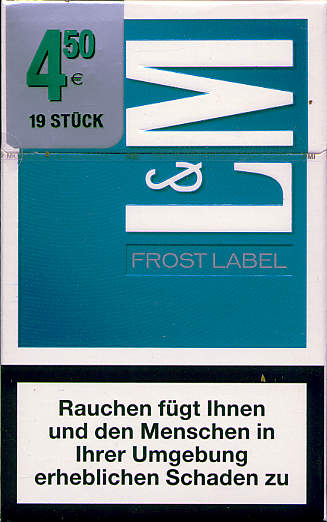 4.50
€
19 STÜCK
L&M
FROST LABEL
Rauchen fügt Ihnen
und den Menschen in
Ihrer Umgebung
erheblichen Schaden zu